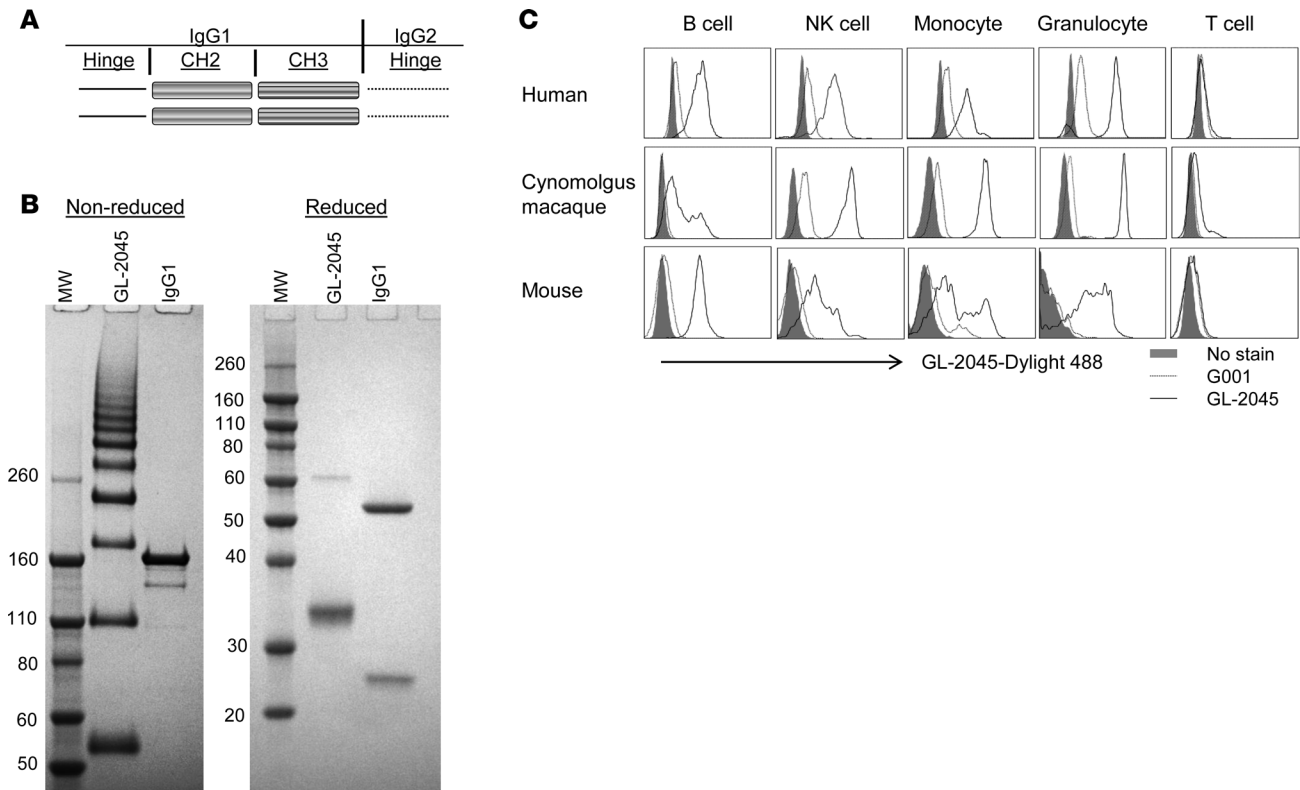 A
IgG1 IgG2
Hinge CH2 CH3 Hinge
B
Non-reduced Reduced
MW GL-2045 IgG1
260
160
110
80
60
50
MW GL-2045 IgG1
260
160
110
80
60
50
40
30
20
C
B cell NK cell Monocyte Granulocyte T cell
Human
Cynomolgus
macaque
Mouse
GL-2045-Dylight 488
No stain
G001
GL-2045